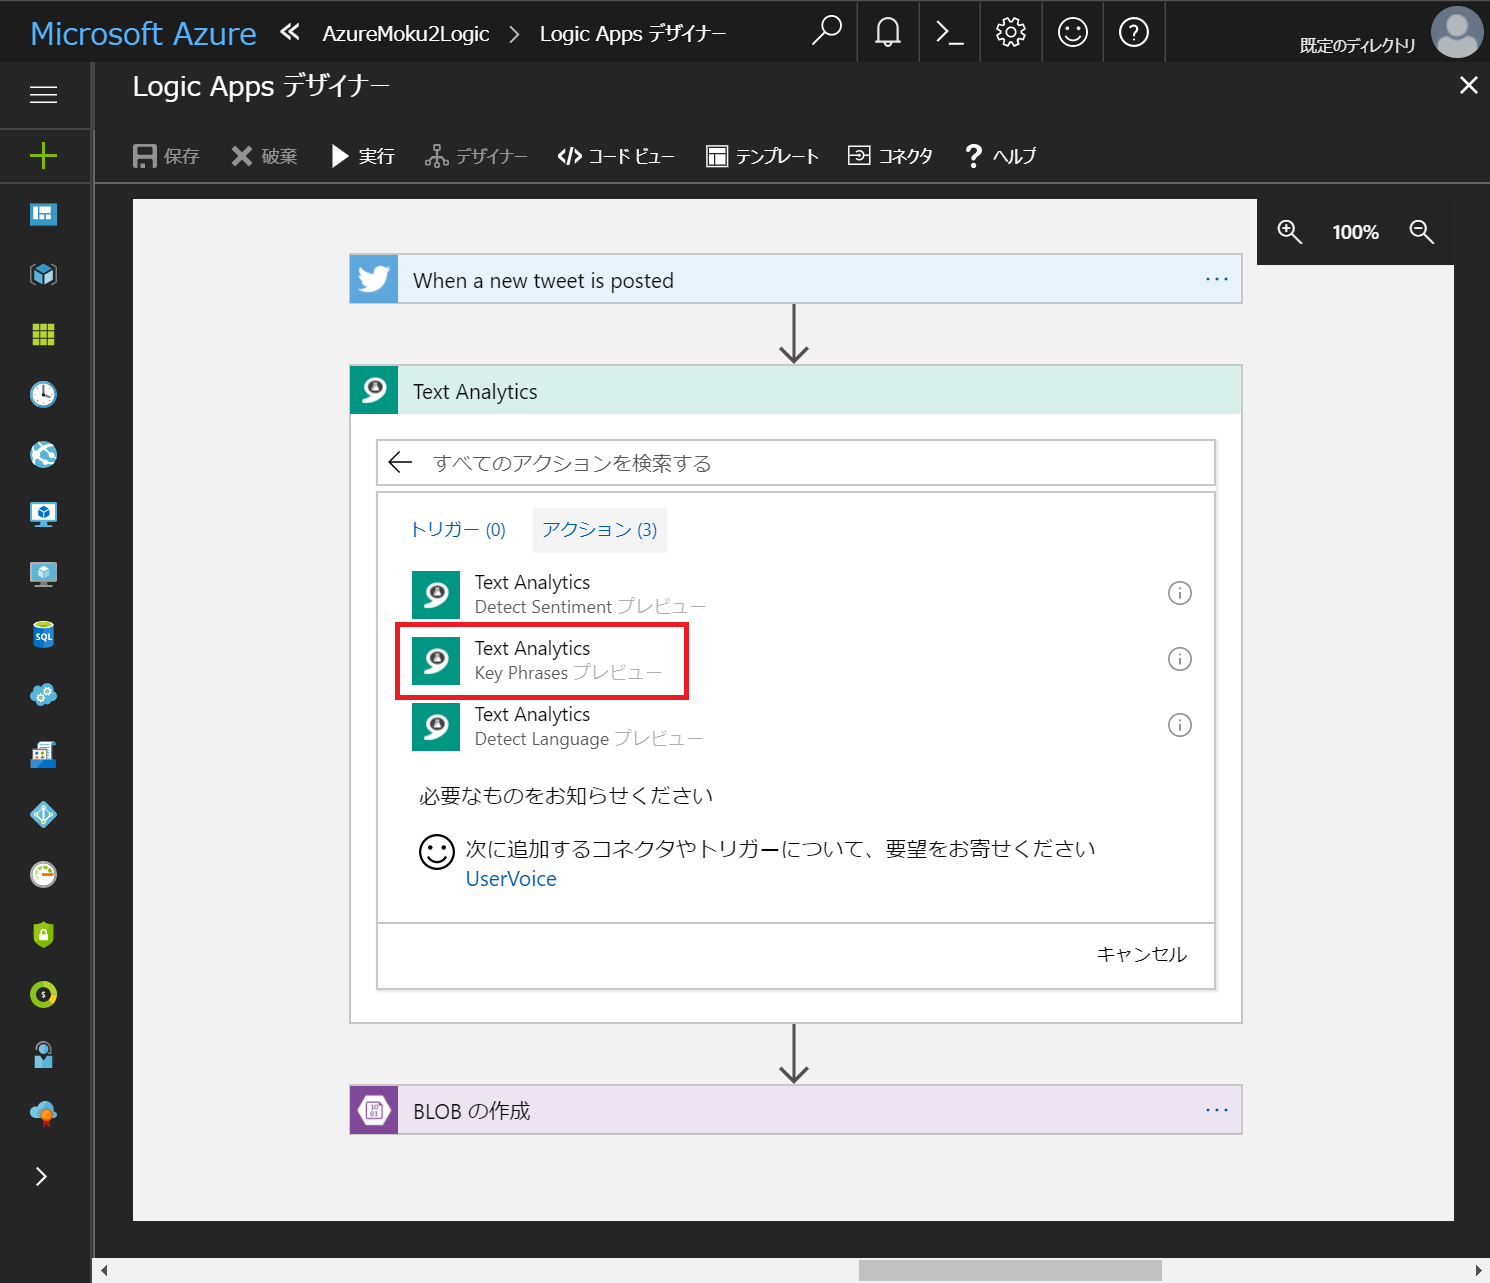 Microsoft Azure « AzureMoku2Logic > Logic Apps デザイナー
既定のディレクトリ
Logic Apps デザイナー
保存 破棄 実行 デザイナー コード ビュー テンプレート コネクタ ヘルプ
100%
When a new tweet is posted
Text Analytics
すべてのアクションを検索する
トリガー (0) アクション (3)
Text Analytics
Detect Sentiment プレビュー
Text Analytics
Key Phrases プレビュー
Text Analytics
Detect Language プレビュー
必要なものをお知らせください
次に追加するコネクタやトリガーについて、要望をお寄せください
UserVoice
キャンセル
BLOB の作成
SQL
10
01